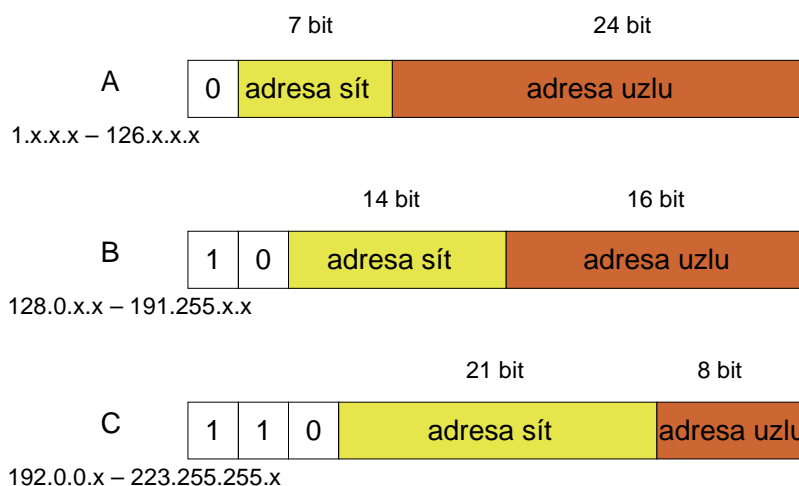 7 bit 24 bit
A 0 adresa sít adresa uzlu
1.x.x.x – 126.x.x.x
14 bit 16 bit
B 1 0 adresa sít adresa uzlu
128.0.x.x – 191.255.x.x
21 bit 8 bit
C 1 1 0 adresa sít adresa uzlu
192.0.0.x – 223.255.255.x